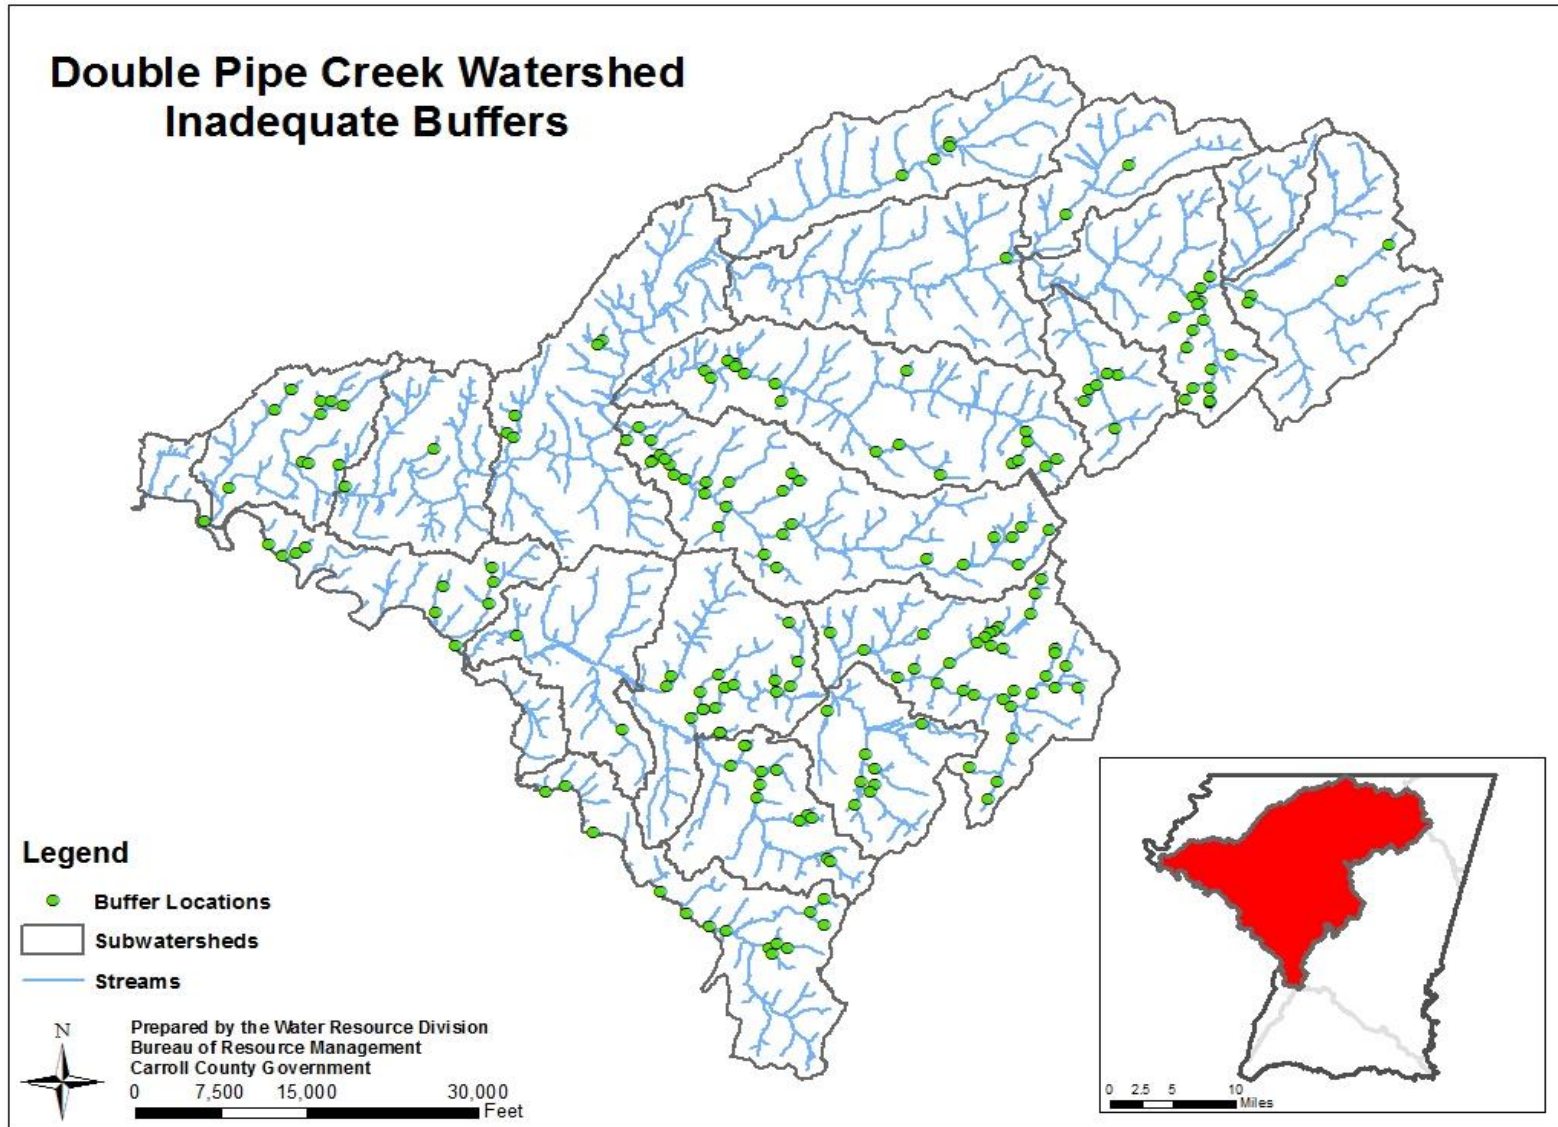 Double Pipe Creek Watershed
Inadequate Buffers
Legend
Buffer Locations
Subwatersheds
Streams
N
Prepared by the Water Resource Division
Bureau of Resource Management
Carroll County Government
0 7,500 15,000 30,000
Feet
0 2.5 5 10
Miles